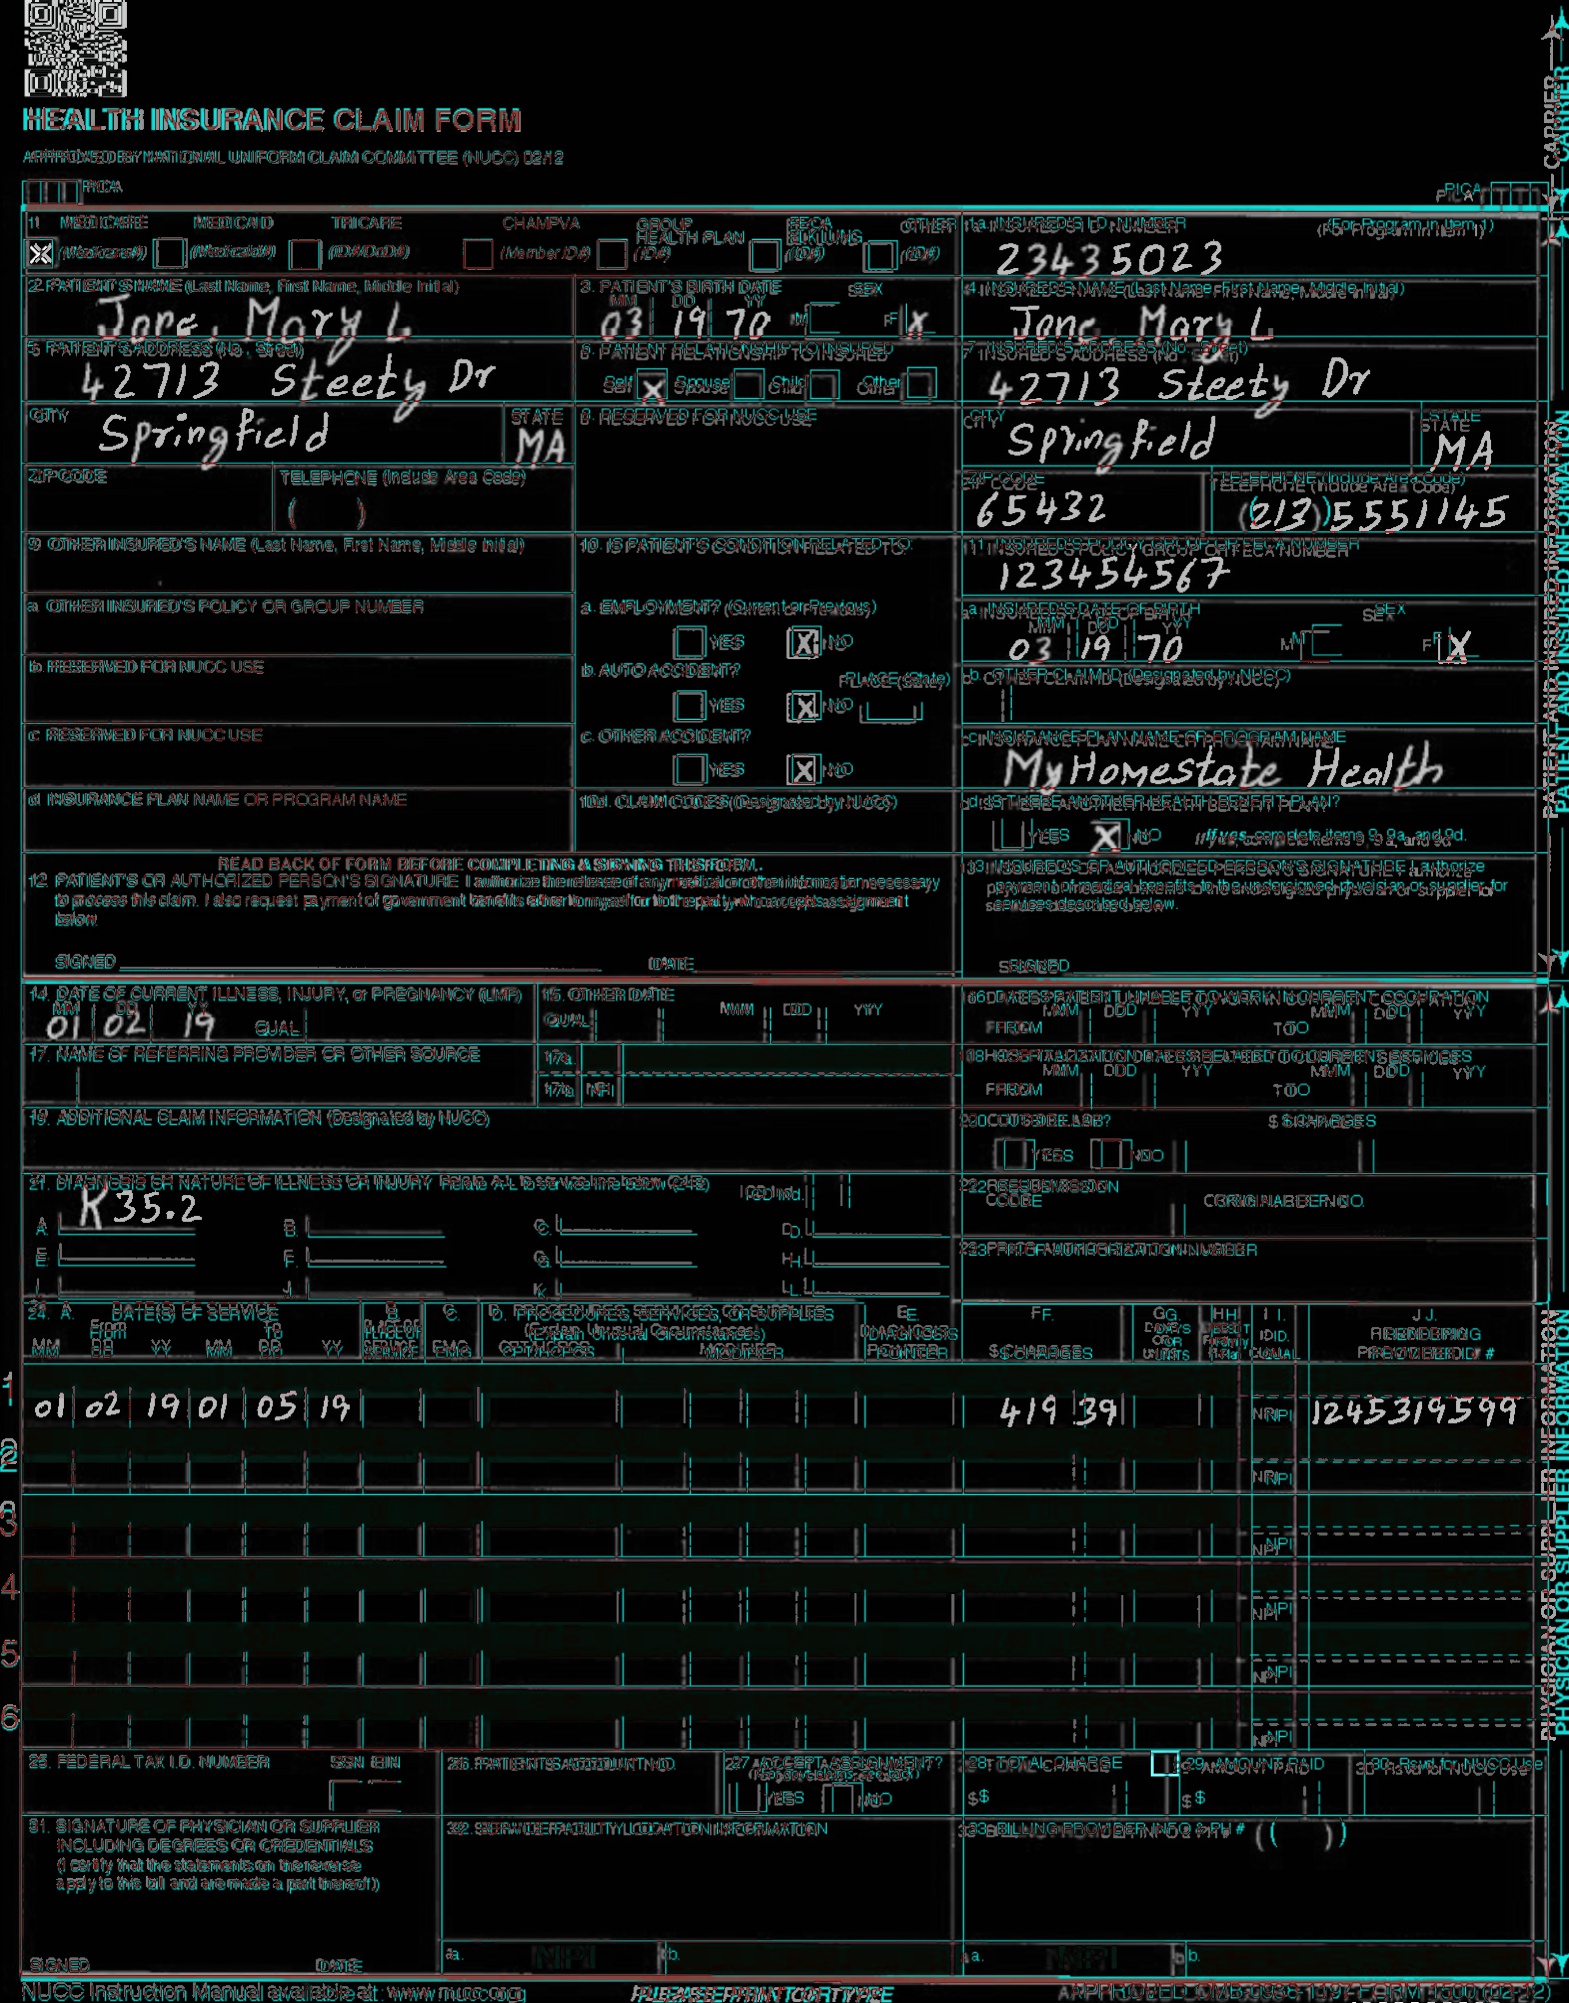 HEALTH INSURANCE CLAIM FORM
APPROVED BY NATIONAL UNIFORM CLAIM COMMITTEE (NUCC) 02/12
PICA PICA
CARRIER
1. MEDICARE MEDICAID TRICARE CHAMPVA GROUP HEALTH PLAN FECA BLK LUNG OTHER 1a. INSURED'S I.D. NUMBER (For Program in Item 1)
X (Medicare#) (Medicaid#) (ID#/DoD#) (Member ID#) (ID#) (ID#) (ID#) 23435023
2. PATIENT'S NAME (Last Name, First Name, Middle Initial) 3. PATIENT'S BIRTH DATE SEX 4. INSURED'S NAME (Last Name, First Name, Middle Initial)
MM DD YY
Jane, Mary L 03 19 70 M F X Jane, Mary L
5. PATIENT'S ADDRESS (No., Street) 6. PATIENT RELATIONSHIP TO INSURED 7. INSURED'S ADDRESS (No., Street)
42713 Steety Dr Self X Spouse Child Other 42713 Steety Dr
CITY STATE 8. RESERVED FOR NUCC USE CITY STATE
Springfield MA Springfield MA
ZIP CODE TELEPHONE (Include Area Code) ZIP CODE TELEPHONE (Include Area Code)
( ) 65432 (213) 5551145
9. OTHER INSURED'S NAME (Last Name, First Name, Middle Initial) 10. IS PATIENT'S CONDITION RELATED TO: 11. INSURED'S POLICY GROUP OR FECA NUMBER
123454567
a. OTHER INSURED'S POLICY OR GROUP NUMBER a. EMPLOYMENT? (Current or Previous) a. INSURED'S DATE OF BIRTH SEX
MM DD YY
YES X NO 03 19 70 M F X
b. RESERVED FOR NUCC USE b. AUTO ACCIDENT? PLACE (State) b. OTHER CLAIM ID (Designated by NUCC)
YES X NO
c. RESERVED FOR NUCC USE c. OTHER ACCIDENT? c. INSURANCE PLAN NAME OR PROGRAM NAME
YES X NO MyHomestate Health
d. INSURANCE PLAN NAME OR PROGRAM NAME 10d. CLAIM CODES (Designated by NUCC) d. IS THERE ANOTHER HEALTH BENEFIT PLAN?
YES X NO If yes, complete items 9, 9a, and 9d.
READ BACK OF FORM BEFORE COMPLETING & SIGNING THIS FORM.
12. PATIENT'S OR AUTHORIZED PERSON'S SIGNATURE I authorize the release of any medical or other information necessary
to process this claim. I also request payment of government benefits either to myself or to the party who accepts assignment
below.
SIGNED DATE
13. INSURED'S OR AUTHORIZED PERSON'S SIGNATURE I authorize
payment of medical benefits to the undersigned physician or supplier for
services described below.
SIGNED
PATIENT AND INSURED INFORMATION
14. DATE OF CURRENT ILLNESS, INJURY, or PREGNANCY (LMP) 15. OTHER DATE 16. DATES PATIENT UNABLE TO WORK IN CURRENT OCCUPATION
MM DD YY MM DD YY MM DD YY MM DD YY
01 02 19 QUAL. QUAL. FROM TO
17. NAME OF REFERRING PROVIDER OR OTHER SOURCE 17a. 18. HOSPITALIZATION DATES RELATED TO CURRENT SERVICES
MM DD YY MM DD YY
17b. NPI FROM TO
19. ADDITIONAL CLAIM INFORMATION (Designated by NUCC) 20. OUTSIDE LAB? $ CHARGES
YES NO
21. DIAGNOSIS OR NATURE OF ILLNESS OR INJURY Relate A-L to service line below (24E) ICD Ind. 22. RESUBMISSION CODE ORIGINAL REF. NO.
A. K35.2 B. C. D.
E. F. G. H. 23. PRIOR AUTHORIZATION NUMBER
I. J. K. L.
24. A. DATE(S) OF SERVICE B. C. D. PROCEDURES, SERVICES, OR SUPPLIES E. F. G. H. I. J.
From To PLACE OF SERVICE EMG (Explain Unusual Circumstances) DIAGNOSIS POINTER $ CHARGES DAYS OR UNITS ID. QUAL. RENDERING PROVIDER ID. #
MM DD YY MM DD YY CPT/HCPCS MODIFIER
1 01 02 19 01 05 19 419 39 NPI 1245319599
2 NPI
3 NPI
4 NPI
5 NPI
6 NPI
PHYSICIAN OR SUPPLIER INFORMATION
25. FEDERAL TAX I.D. NUMBER SSN EIN 26. PATIENT'S ACCOUNT NO. 27. ACCEPT ASSIGNMENT? 28. TOTAL CHARGE 29. AMOUNT PAID 30. Rsvd for NUCC Use
YES NO $ $
31. SIGNATURE OF PHYSICIAN OR SUPPLIER
INCLUDING DEGREES OR CREDENTIALS
(I certify that the statements on the reverse
apply to this bill and are made a part thereof.)
32. SERVICE FACILITY LOCATION INFORMATION 33. BILLING PROVIDER INFO & PH # ( )
SIGNED DATE a. NPI b. a. NPI b.
NUCC Instruction Manual available at: www.nucc.org PLEASE PRINT OR TYPE